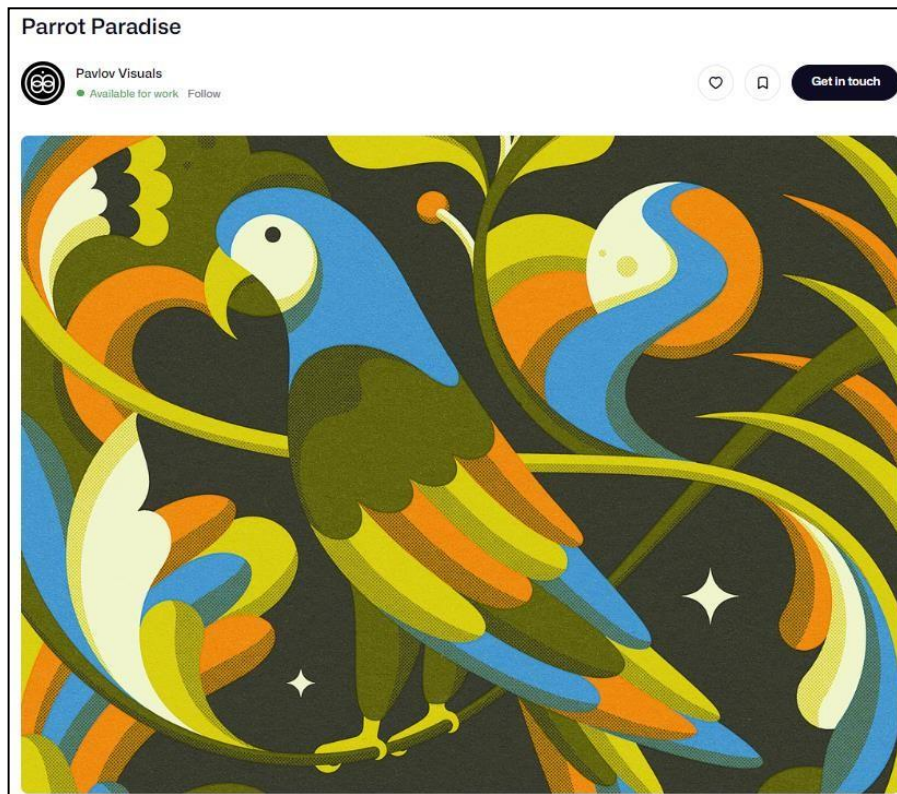 Parrot Paradise
Pavlov Visuals
Available for work Follow
Get in touch